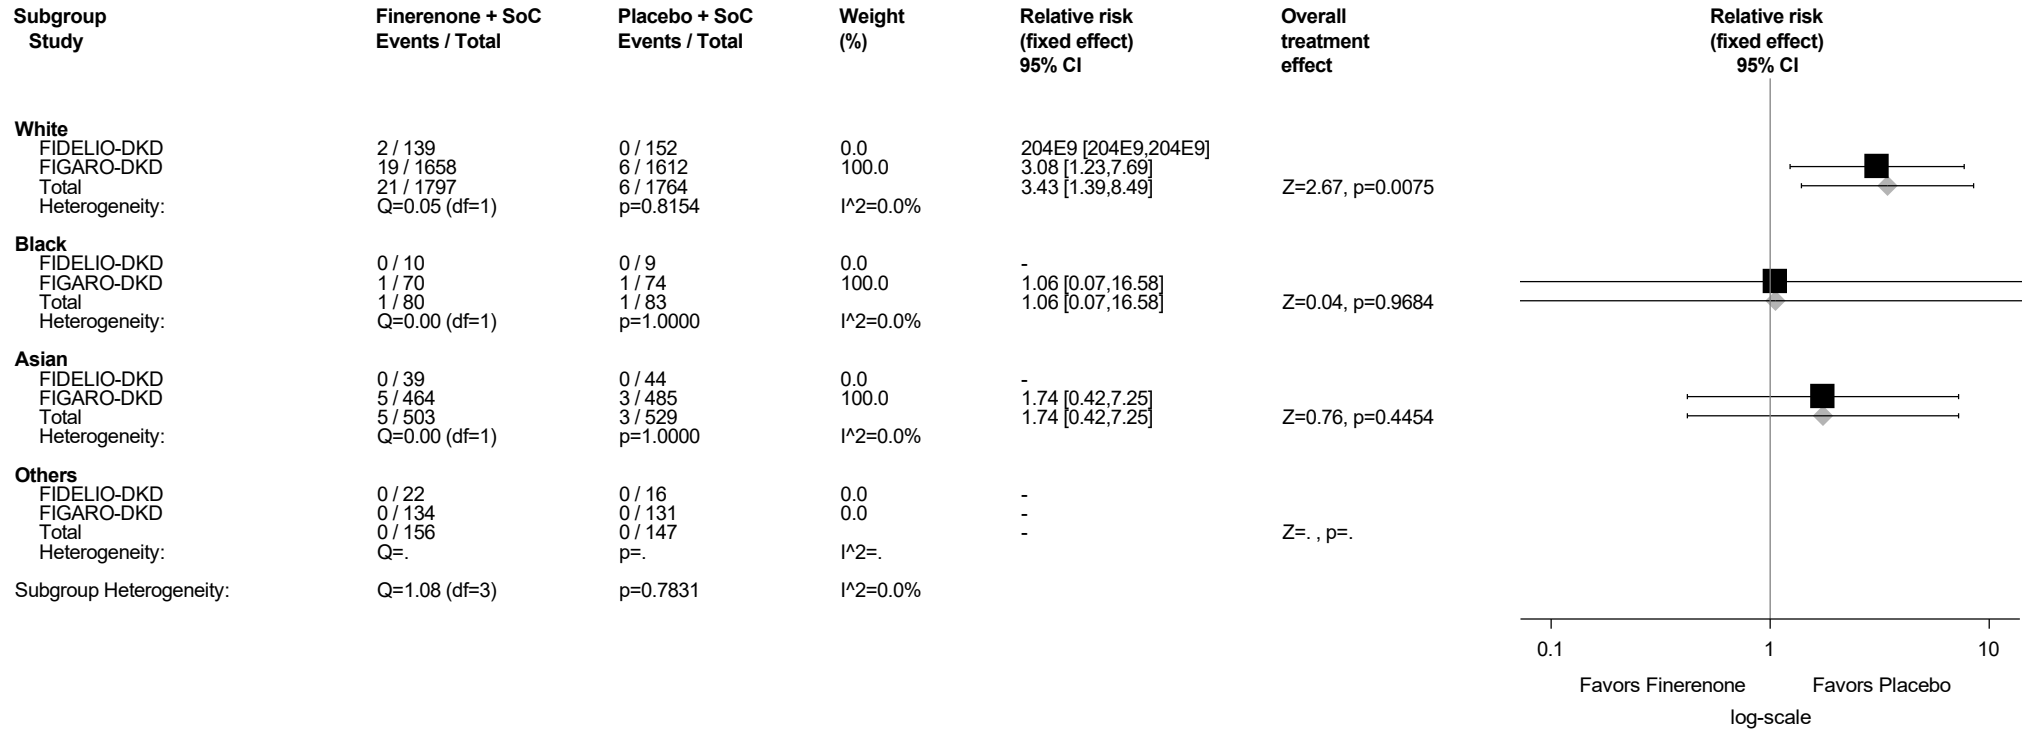 Subgroup Finerenone + SoC Placebo + SoC Weight Relative risk Overall Relative risk
Study Events / Total Events / Total (%) (fixed effect) treatment (fixed effect)
95% CI effect 95% CI
White
FIDELIO-DKD 2 / 139 0 / 152 0.0 204E9 [204E9,204E9]
FIGARO-DKD 19 / 1658 6 / 1612 100.0 3.08 [1.23,7.69]
Total 21 / 1797 6 / 1764 3.43 [1.39,8.49] Z=2.67, p=0.0075
Heterogeneity: Q=0.05 (df=1) p=0.8154 I^2=0.0%
Black
FIDELIO-DKD 0 / 10 0 / 9 0.0 -
FIGARO-DKD 1 / 70 1 / 74 100.0 1.06 [0.07,16.58]
Total 1 / 80 1 / 83 1.06 [0.07,16.58] Z=0.04, p=0.9684
Heterogeneity: Q=0.00 (df=1) p=1.0000 I^2=0.0%
Asian
FIDELIO-DKD 0 / 39 0 / 44 0.0 -
FIGARO-DKD 5 / 464 3 / 485 100.0 1.74 [0.42,7.25]
Total 5 / 503 3 / 529 1.74 [0.42,7.25] Z=0.76, p=0.4454
Heterogeneity: Q=0.00 (df=1) p=1.0000 I^2=0.0%
Others
FIDELIO-DKD 0 / 22 0 / 16 0.0 -
FIGARO-DKD 0 / 134 0 / 131 0.0 -
Total 0 / 156 0 / 147 - Z=. , p=.
Heterogeneity: Q=. p=. I^2=.
Subgroup Heterogeneity: Q=1.08 (df=3) p=0.7831 I^2=0.0%
0.1 1 10
Favors Finerenone Favors Placebo
log-scale